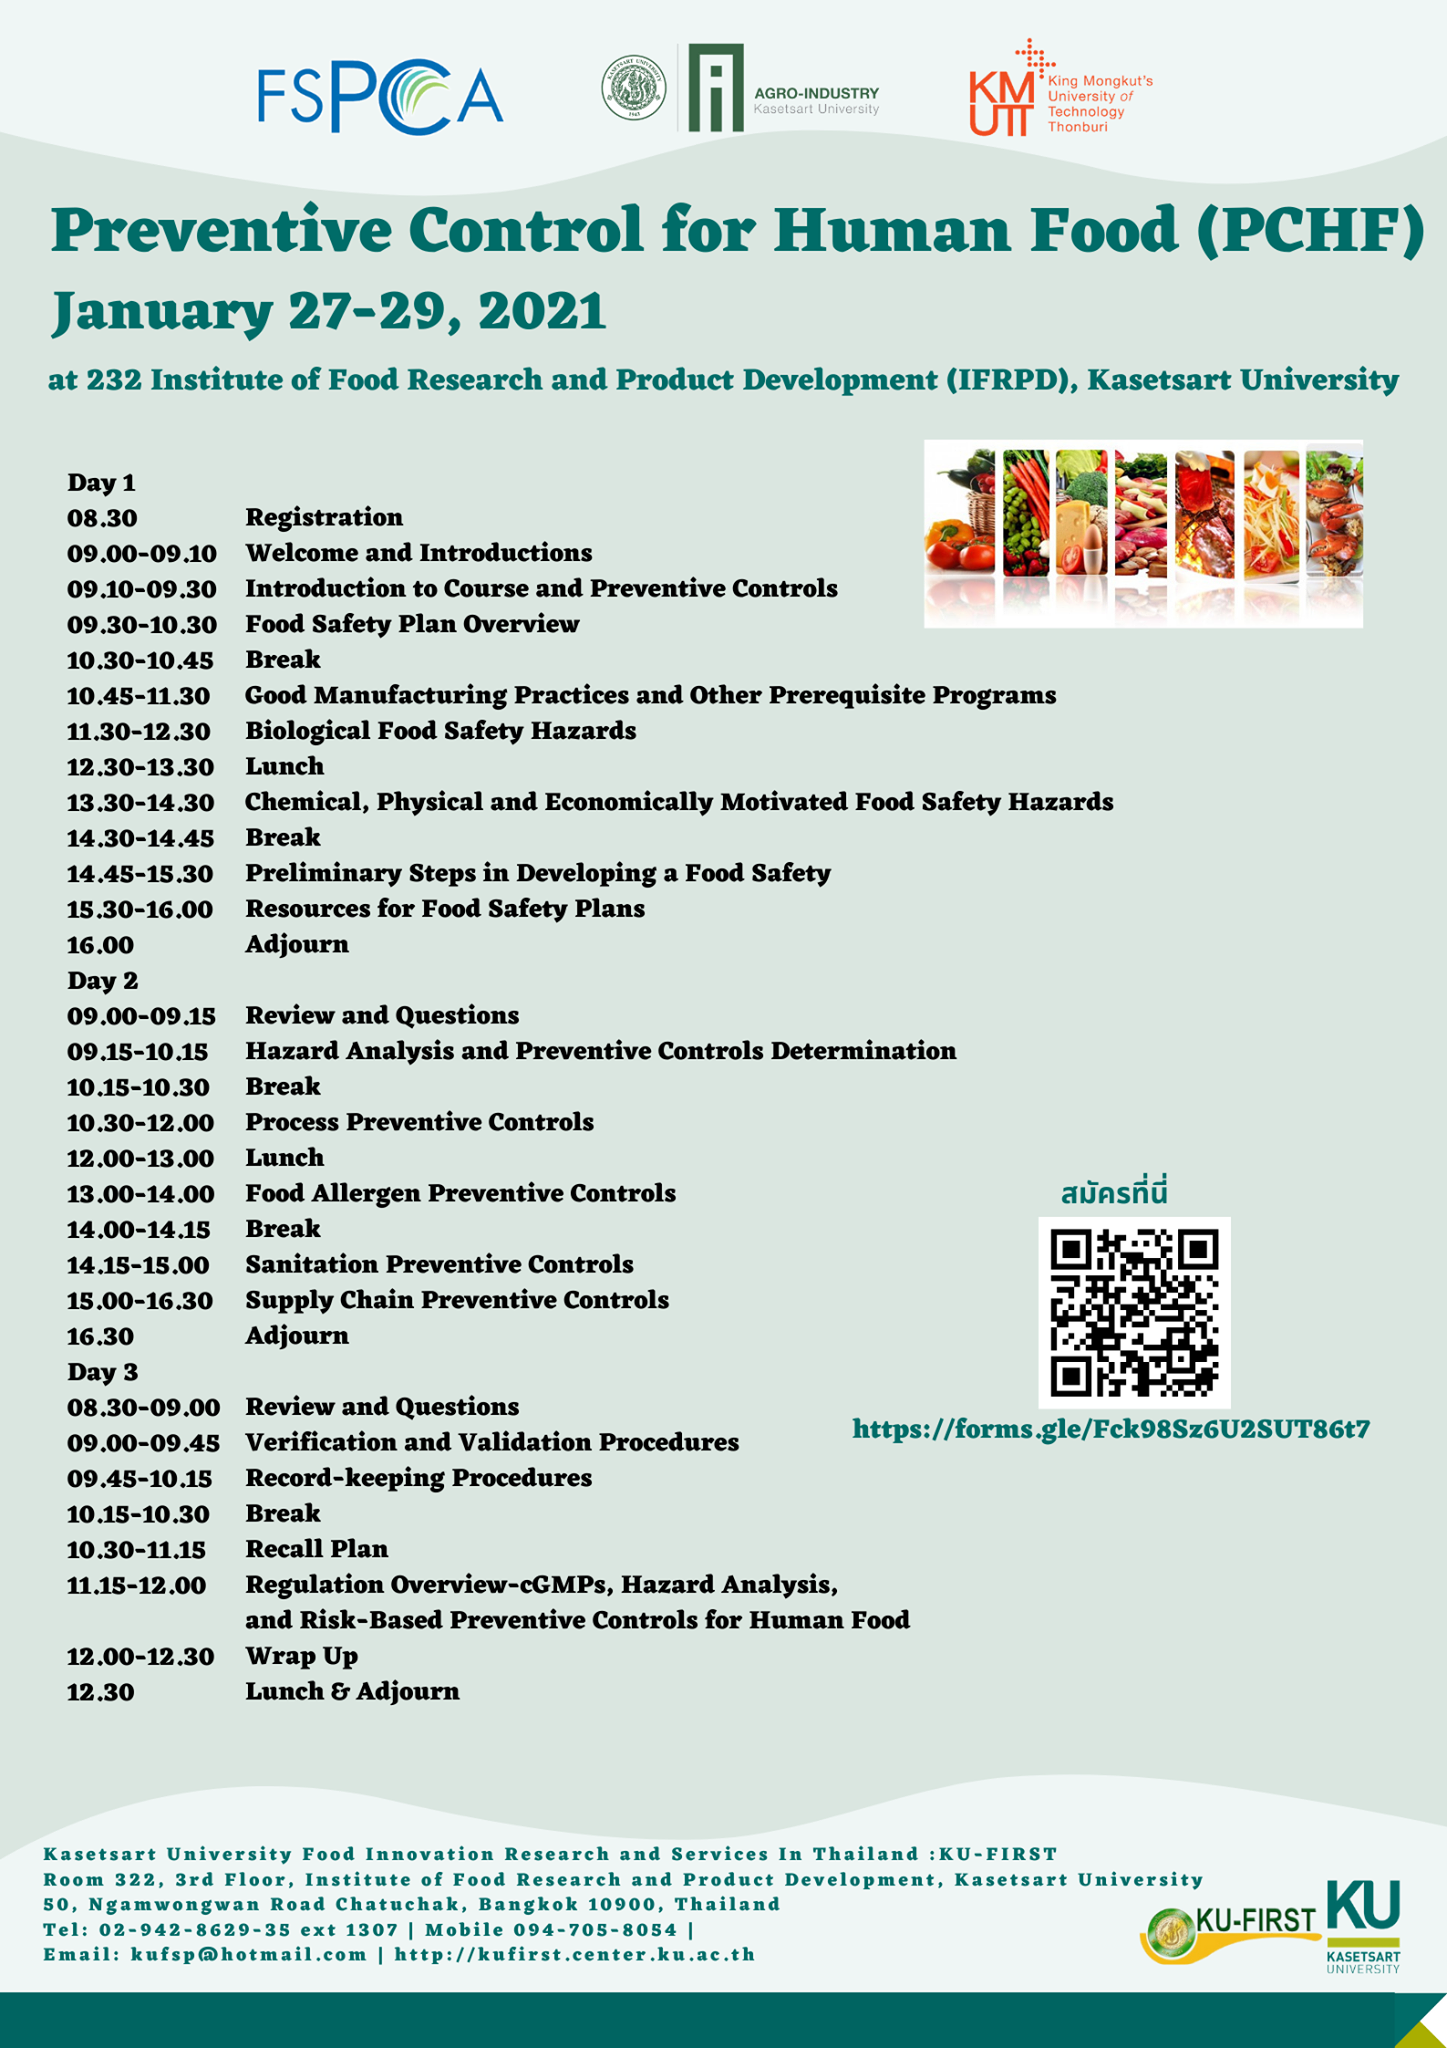 FSPCA
KASETSART UNIVERSITY
1943
AGRO-INDUSTRY
Kasetsart University
KMUTT
King Mongkut's
University of
Technology
Thonburi
Preventive Control for Human Food (PCHF)
January 27-29, 2021
at 232 Institute of Food Research and Product Development (IFRPD), Kasetsart University
Day 1
08.30 Registration
09.00-09.10 Welcome and Introductions
09.10-09.30 Introduction to Course and Preventive Controls
09.30-10.30 Food Safety Plan Overview
10.30-10.45 Break
10.45-11.30 Good Manufacturing Practices and Other Prerequisite Programs
11.30-12.30 Biological Food Safety Hazards
12.30-13.30 Lunch
13.30-14.30 Chemical, Physical and Economically Motivated Food Safety Hazards
14.30-14.45 Break
14.45-15.30 Preliminary Steps in Developing a Food Safety
15.30-16.00 Resources for Food Safety Plans
16.00 Adjourn
Day 2
09.00-09.15 Review and Questions
09.15-10.15 Hazard Analysis and Preventive Controls Determination
10.15-10.30 Break
10.30-12.00 Process Preventive Controls
12.00-13.00 Lunch
13.00-14.00 Food Allergen Preventive Controls
14.00-14.15 Break
14.15-15.00 Sanitation Preventive Controls
15.00-16.30 Supply Chain Preventive Controls
16.30 Adjourn
Day 3
08.30-09.00 Review and Questions
09.00-09.45 Verification and Validation Procedures
09.45-10.15 Record-keeping Procedures
10.15-10.30 Break
10.30-11.15 Recall Plan
11.15-12.00 Regulation Overview-cGMPs, Hazard Analysis,
and Risk-Based Preventive Controls for Human Food
12.00-12.30 Wrap Up
12.30 Lunch & Adjourn
สมัครที่นี่
https://forms.gle/Fck98Sz6U2SUT86t7
Kasetsart University Food Innovation Research and Services In Thailand :KU-FIRST
Room 322, 3rd Floor, Institute of Food Research and Product Development, Kasetsart University
50, Ngamwongwan Road Chatuchak, Bangkok 10900, Thailand
Tel: 02-942-8629-35 ext 1307 | Mobile 094-705-8054 |
Email: kufsp@hotmail.com | http://kufirst.center.ku.ac.th
KU-FIRST
KU
KASETSART
UNIVERSITY